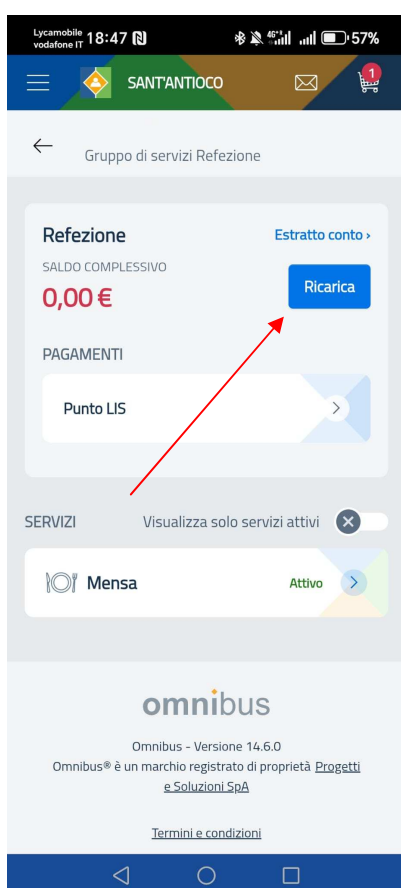 Lycamobile
vodafone IT 18:47 57%
SANT'ANTIOCO 1
Gruppo di servizi Refezione
Refezione Estratto conto ›
SALDO COMPLESSIVO
0,00 € Ricarica
PAGAMENTI
Punto LIS
SERVIZI Visualizza solo servizi attivi
Mensa Attivo
omnibus
Omnibus - Versione 14.6.0
Omnibus® è un marchio registrato di proprietà Progetti
e Soluzioni SpA
Termini e condizioni